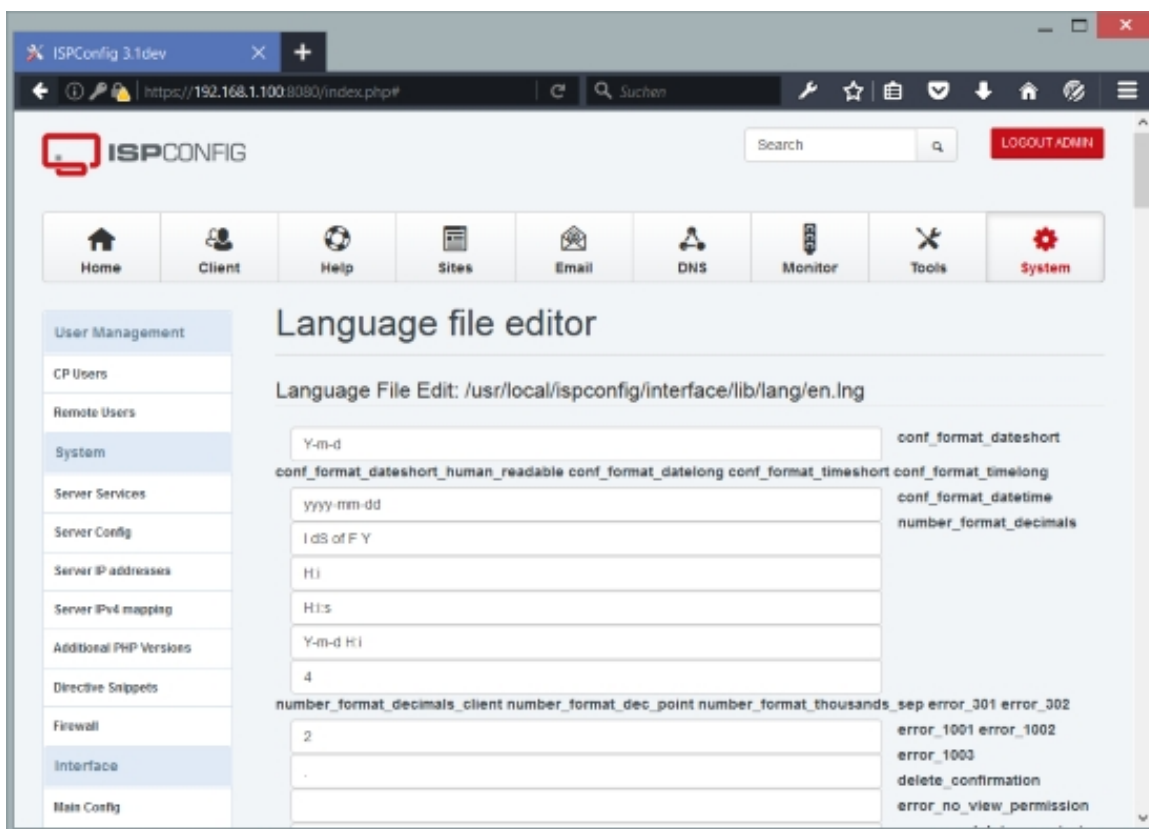 ISPConfig 3.1dev
https://192.168.1.100:8080/index.php#
Suchen
ISPCONFIG
Search
LOGOUT ADMIN
Home Client Help Sites Email DNS Monitor Tools System
User Management
CP Users
Remote Users
System
Server Services
Server Config
Server IP addresses
Server IPv4 mapping
Additional PHP Versions
Directive Snippets
Firewall
Interface
Main Config
Language file editor
Language File Edit: /usr/local/ispconfig/interface/lib/lang/en.lng
Y-m-d conf_format_dateshort
conf_format_dateshort_human_readable conf_format_datelong conf_format_timeshort conf_format_timelong
yyyy-mm-dd conf_format_datetime
number_format_decimals
l dS of F Y
H:i
H:i:s
Y-m-d H:i
4
number_format_decimals_client number_format_dec_point number_format_thousands_sep error_301 error_302
2 error_1001 error_1002
error_1003
.
delete_confirmation
error_no_view_permission